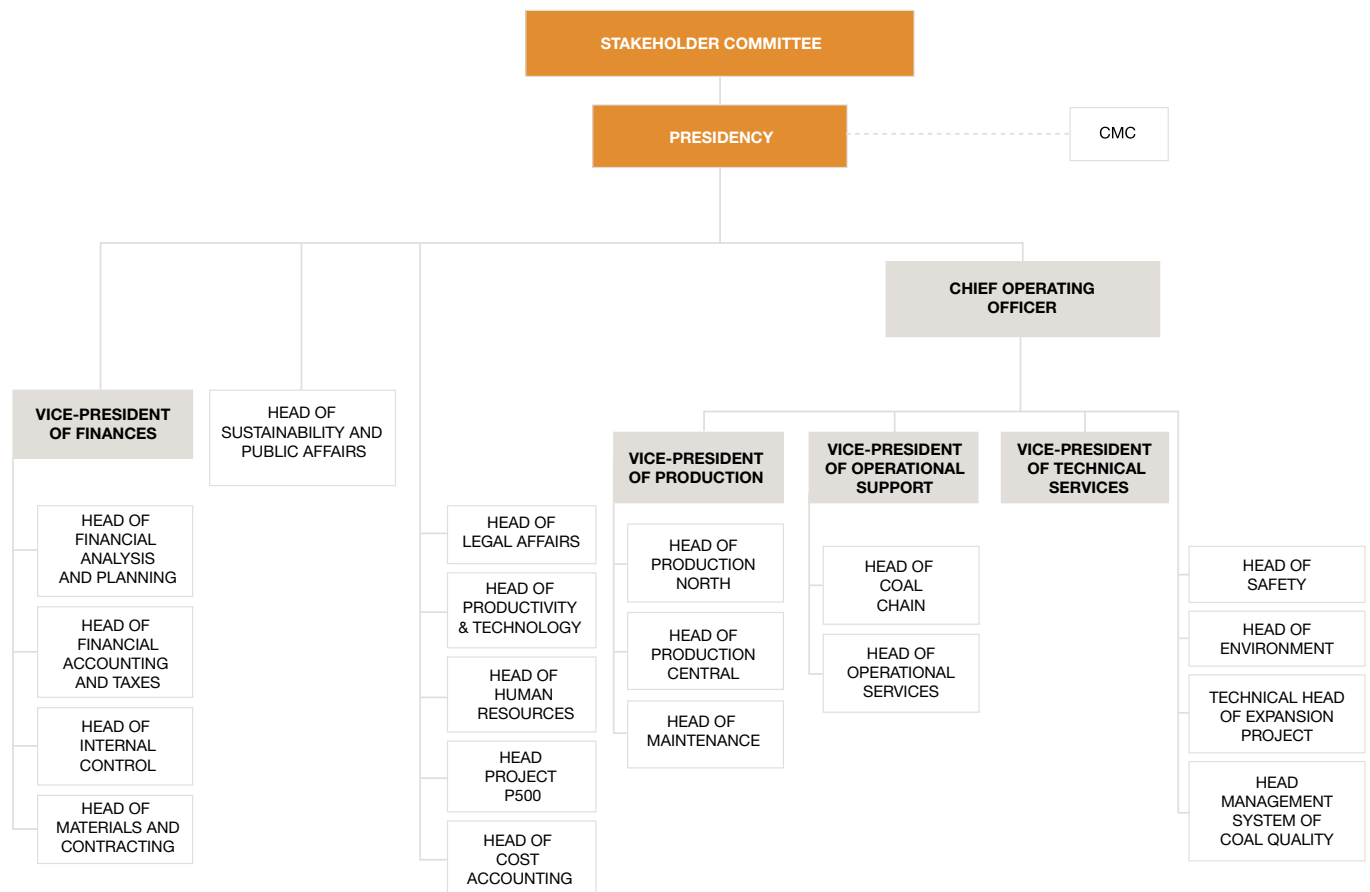 STAKEHOLDER COMMITTEE
PRESIDENCY
CMC
CHIEF OPERATING
OFFICER
VICE-PRESIDENT
OF FINANCES
HEAD OF
SUSTAINABILITY AND
PUBLIC AFFAIRS
VICE-PRESIDENT
OF PRODUCTION
VICE-PRESIDENT
OF OPERATIONAL
SUPPORT
VICE-PRESIDENT
OF TECHNICAL
SERVICES
HEAD OF
FINANCIAL
ANALYSIS
AND PLANNING
HEAD OF
FINANCIAL
ACCOUNTING
AND TAXES
HEAD OF
INTERNAL
CONTROL
HEAD OF
MATERIALS AND
CONTRACTING
HEAD OF
LEGAL AFFAIRS
HEAD OF
PRODUCTIVITY
& TECHNOLOGY
HEAD OF
HUMAN
RESOURCES
HEAD
PROJECT
P500
HEAD OF
COST
ACCOUNTING
HEAD OF
PRODUCTION
NORTH
HEAD OF
PRODUCTION
CENTRAL
HEAD OF
MAINTENANCE
HEAD OF
COAL
CHAIN
HEAD OF
OPERATIONAL
SERVICES
HEAD OF
SAFETY
HEAD OF
ENVIRONMENT
TECHNICAL HEAD
OF EXPANSION
PROJECT
HEAD
MANAGEMENT
SYSTEM OF
COAL QUALITY